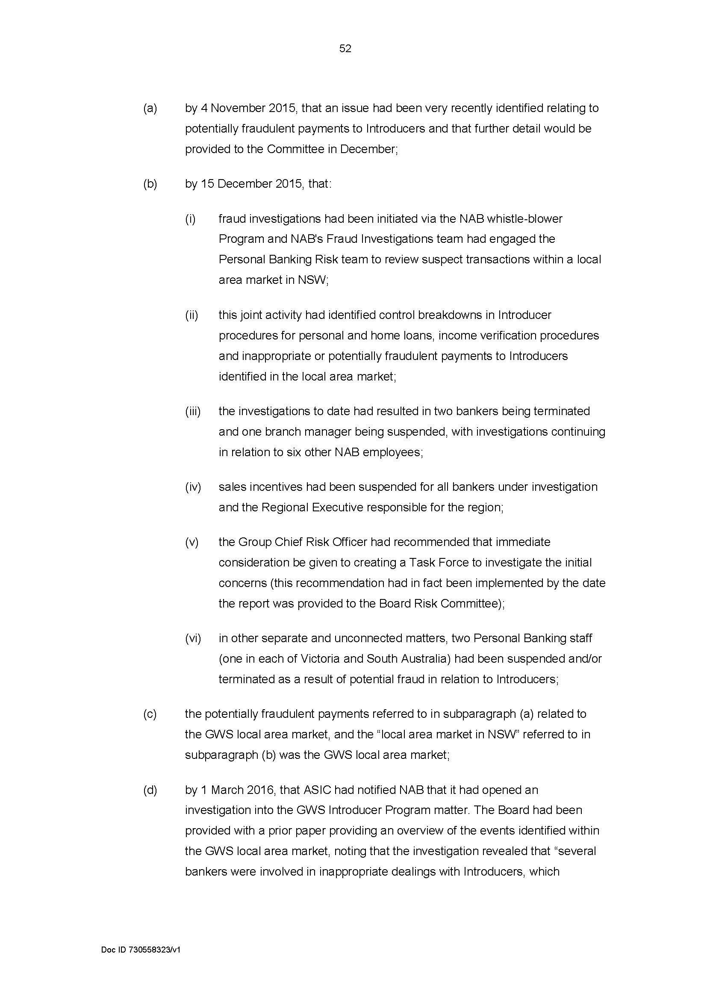 52
(a) by 4 November 2015, that an issue had been very recently identified relating to
potentially fraudulent payments to Introducers and that further detail would be
provided to the Committee in December;
(b) by 15 December 2015, that:
(i) fraud investigations had been initiated via the NAB whistle-blower
Program and NAB's Fraud Investigations team had engaged the
Personal Banking Risk team to review suspect transactions within a local
area market in NSW;
(ii) this joint activity had identified control breakdowns in Introducer
procedures for personal and home loans, income verification procedures
and inappropriate or potentially fraudulent payments to Introducers
identified in the local area market;
(iii) the investigations to date had resulted in two bankers being terminated
and one branch manager being suspended, with investigations continuing
in relation to six other NAB employees;
(iv) sales incentives had been suspended for all bankers under investigation
and the Regional Executive responsible for the region;
(v) the Group Chief Risk Officer had recommended that immediate
consideration be given to creating a Task Force to investigate the initial
concerns (this recommendation had in fact been implemented by the date
the report was provided to the Board Risk Committee);
(vi) in other separate and unconnected matters, two Personal Banking staff
(one in each of Victoria and South Australia) had been suspended and/or
terminated as a result of potential fraud in relation to Introducers;
(c) the potentially fraudulent payments referred to in subparagraph (a) related to
the GWS local area market, and the “local area market in NSW” referred to in
subparagraph (b) was the GWS local area market;
(d) by 1 March 2016, that ASIC had notified NAB that it had opened an
investigation into the GWS Introducer Program matter. The Board had been
provided with a prior paper providing an overview of the events identified within
the GWS local area market, noting that the investigation revealed that “several
bankers were involved in inappropriate dealings with Introducers, which
Doc ID 730558323/v1